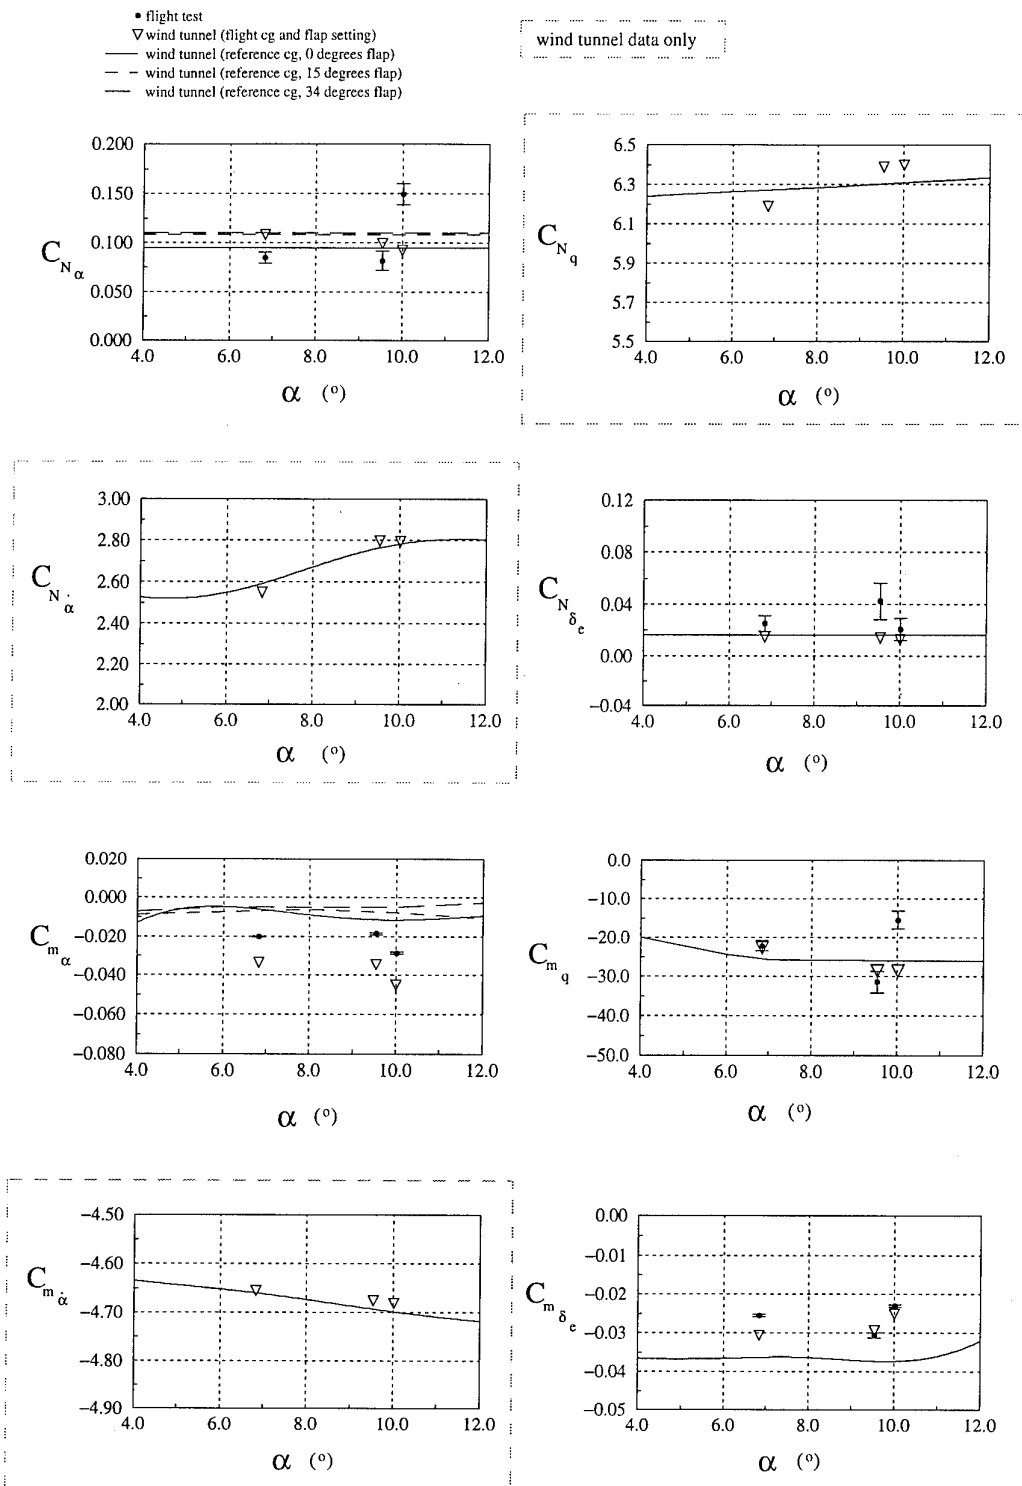 • flight test
▽ wind tunnel (flight cg and flap setting)
wind tunnel (reference cg, 0 degrees flap)
wind tunnel (reference cg, 15 degrees flap)
wind tunnel (reference cg, 34 degrees flap)
wind tunnel data only
0.200
0.150
0.100
0.050
0.000
C_Nα
4.0 6.0 8.0 10.0 12.0
α (°)
6.5
6.3
6.1
5.9
5.7
5.5
C_Nq
4.0 6.0 8.0 10.0 12.0
α (°)
3.00
2.80
2.60
2.40
2.20
2.00
C_Nα̇
4.0 6.0 8.0 10.0 12.0
α (°)
0.12
0.08
0.04
0.00
−0.04
C_Nδe
4.0 6.0 8.0 10.0 12.0
α (°)
0.020
0.000
−0.020
−0.040
−0.060
−0.080
C_mα
4.0 6.0 8.0 10.0 12.0
α (°)
0.0
−10.0
−20.0
−30.0
−40.0
−50.0
C_mq
4.0 6.0 8.0 10.0 12.0
α (°)
−4.50
−4.60
−4.70
−4.80
−4.90
C_mα̇
4.0 6.0 8.0 10.0 12.0
α (°)
0.00
−0.01
−0.02
−0.03
−0.04
−0.05
C_mδe
4.0 6.0 8.0 10.0 12.0
α (°)